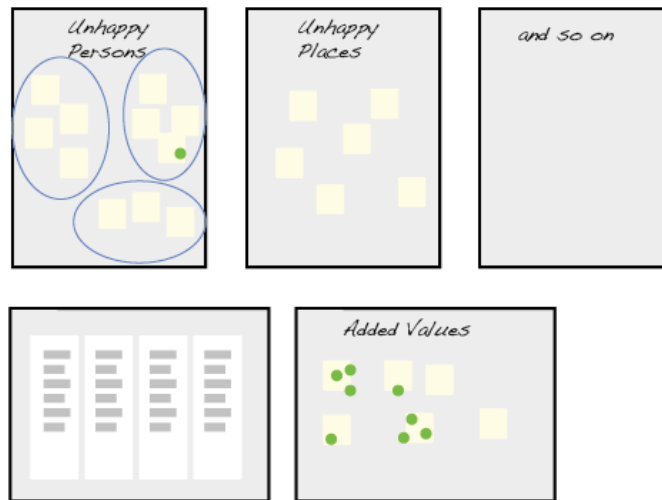 Unhappy
Persons
Unhappy
Places
and so on
Added Values